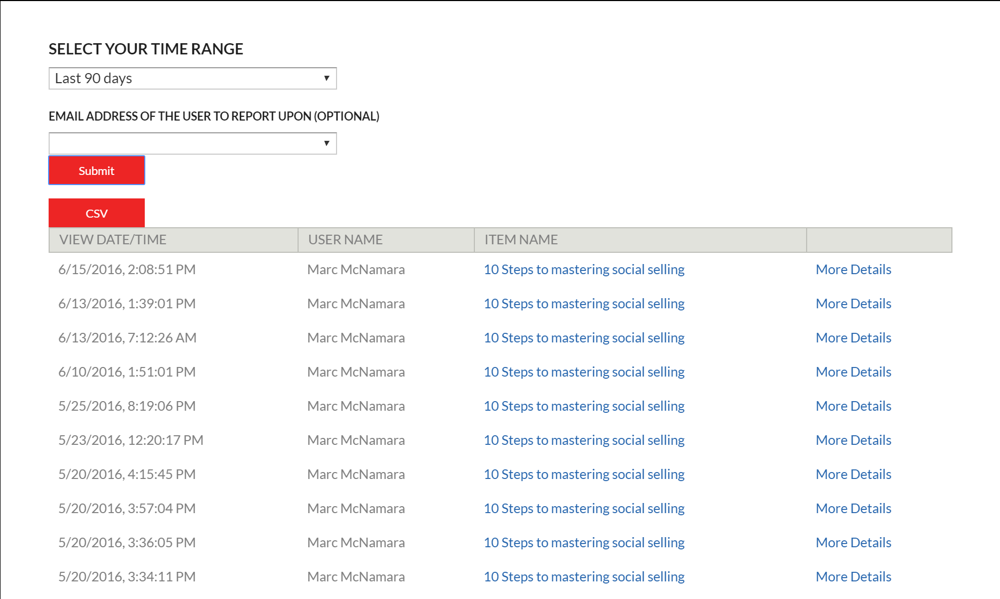 SELECT YOUR TIME RANGE
Last 90 days
EMAIL ADDRESS OF THE USER TO REPORT UPON (OPTIONAL)
Submit
CSV
VIEW DATE/TIME USER NAME ITEM NAME
6/15/2016, 2:08:51 PM Marc McNamara 10 Steps to mastering social selling More Details
6/13/2016, 1:39:01 PM Marc McNamara 10 Steps to mastering social selling More Details
6/13/2016, 7:12:26 AM Marc McNamara 10 Steps to mastering social selling More Details
6/10/2016, 1:51:01 PM Marc McNamara 10 Steps to mastering social selling More Details
5/25/2016, 8:19:06 PM Marc McNamara 10 Steps to mastering social selling More Details
5/23/2016, 12:20:17 PM Marc McNamara 10 Steps to mastering social selling More Details
5/20/2016, 4:15:45 PM Marc McNamara 10 Steps to mastering social selling More Details
5/20/2016, 3:57:04 PM Marc McNamara 10 Steps to mastering social selling More Details
5/20/2016, 3:36:05 PM Marc McNamara 10 Steps to mastering social selling More Details
5/20/2016, 3:34:11 PM Marc McNamara 10 Steps to mastering social selling More Details